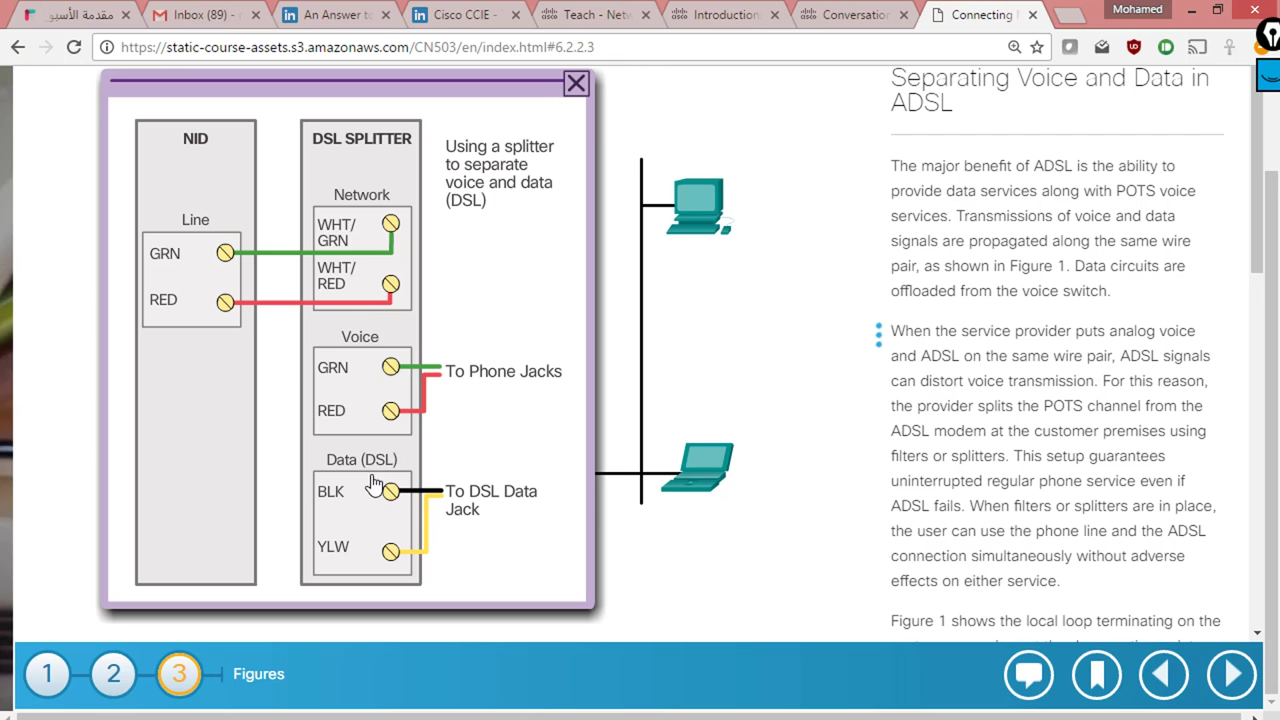 مقدمة الأسبو
Inbox (89) -
An Answer to
Cisco CCIE -
Teach - Netw
Introduction
Conversation
Connecting
Mohamed
https://static-course-assets.s3.amazonaws.com/CN503/en/index.html#6.2.2.3
NID
Line
GRN
RED
DSL SPLITTER
Network
WHT/
GRN
WHT/
RED
Voice
GRN
RED
Data (DSL)
BLK
YLW
Using a splitter
to separate
voice and data
(DSL)
To Phone Jacks
To DSL Data
Jack
Separating Voice and Data in
ADSL
The major benefit of ADSL is the ability to
provide data services along with POTS voice
services. Transmissions of voice and data
signals are propagated along the same wire
pair, as shown in Figure 1. Data circuits are
offloaded from the voice switch.
When the service provider puts analog voice
and ADSL on the same wire pair, ADSL signals
can distort voice transmission. For this reason,
the provider splits the POTS channel from the
ADSL modem at the customer premises using
filters or splitters. This setup guarantees
uninterrupted regular phone service even if
ADSL fails. When filters or splitters are in place,
the user can use the phone line and the ADSL
connection simultaneously without adverse
effects on either service.
Figure 1 shows the local loop terminating on the
1
2
3
Figures